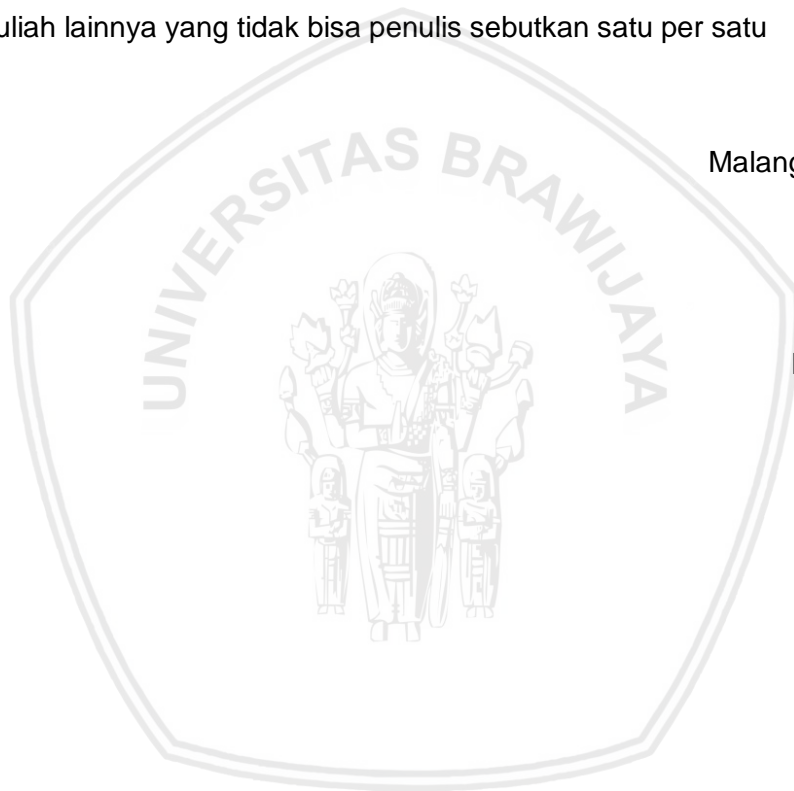 uliah lainnya yang tidak bisa penulis sebutkan satu per satu
Malang
UNIVERSITAS BRAWIJAYA